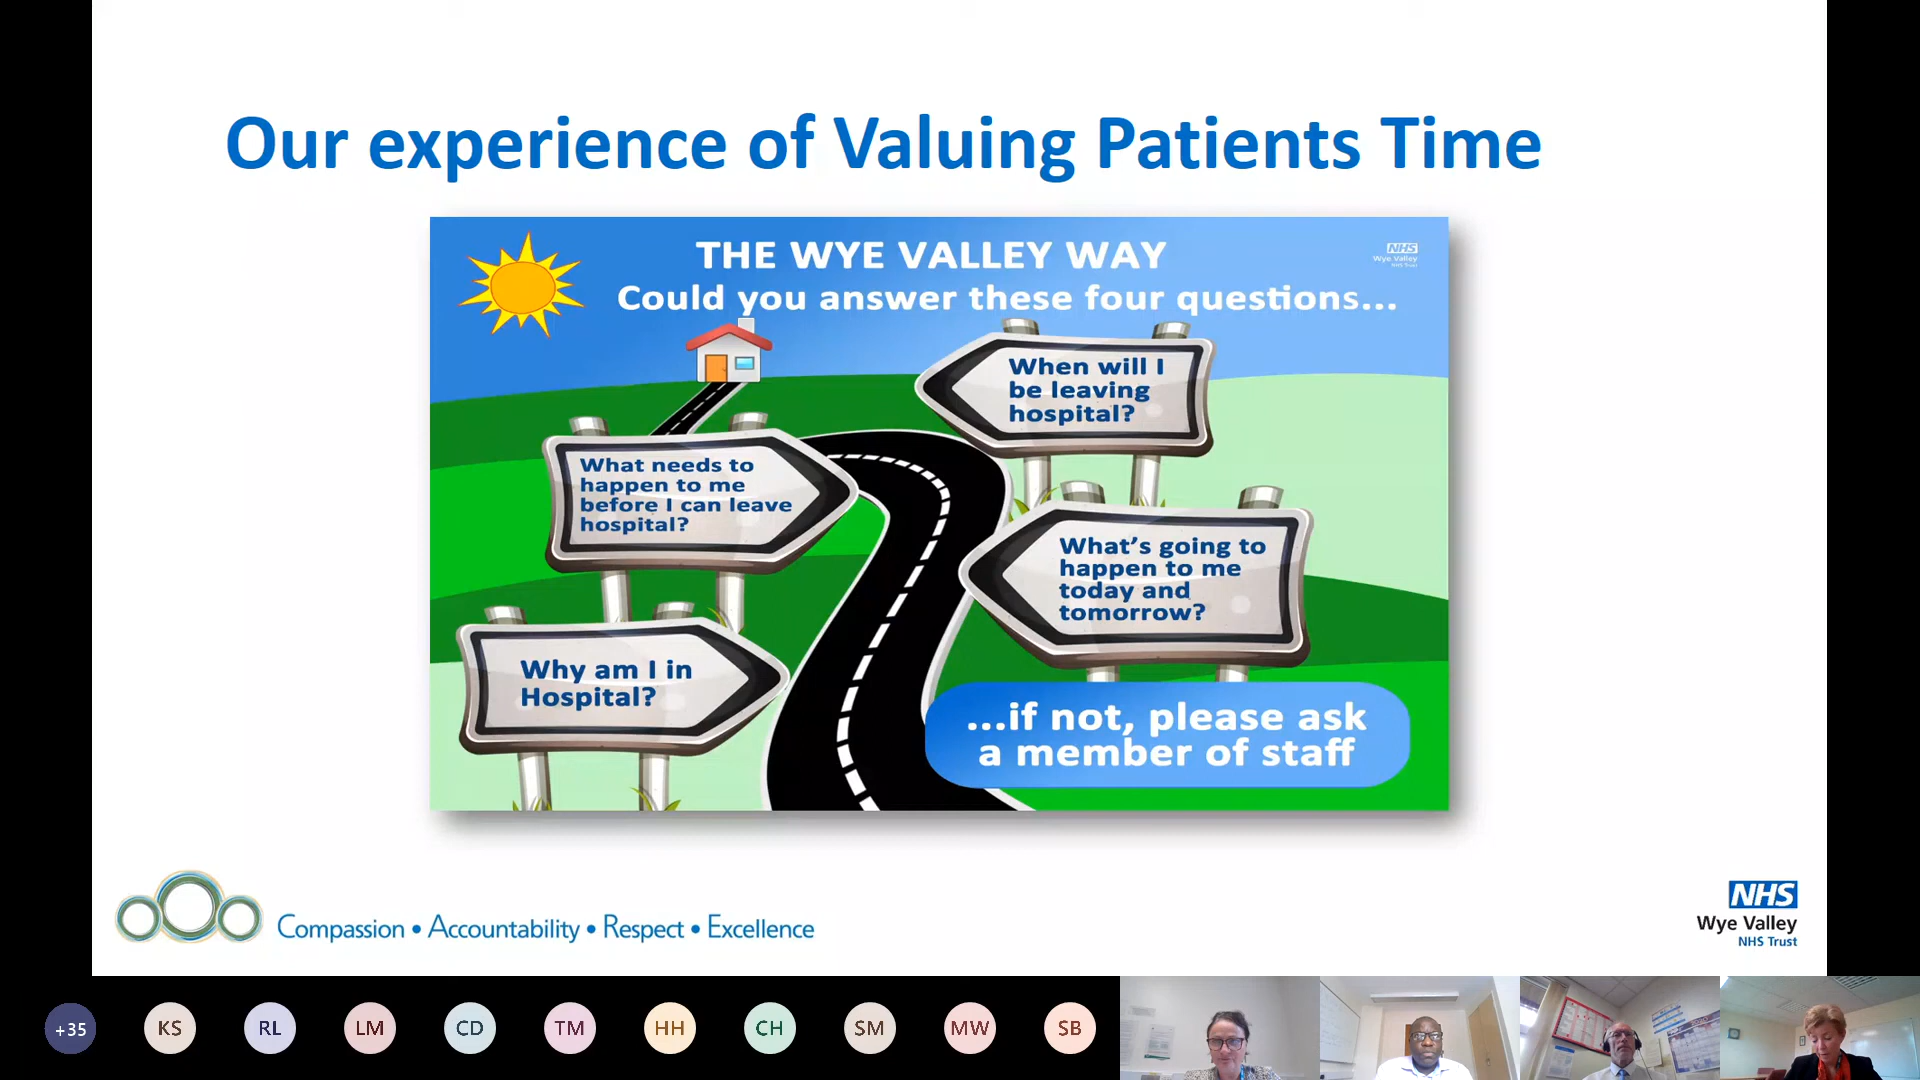 Our experience of Valuing Patients Time
THE WYE VALLEY WAY
Could you answer these four questions...
NHS
Wye Valley
NHS Trust
When will I
be leaving
hospital?
What needs to
happen to me
before I can leave
hospital?
What's going to
happen to me
today and
tomorrow?
Why am I in
Hospital?
...if not, please ask
a member of staff
Compassion • Accountability • Respect • Excellence
NHS
Wye Valley
NHS Trust
+35
KS
RL
LM
CD
TM
HH
CH
SM
MW
SB